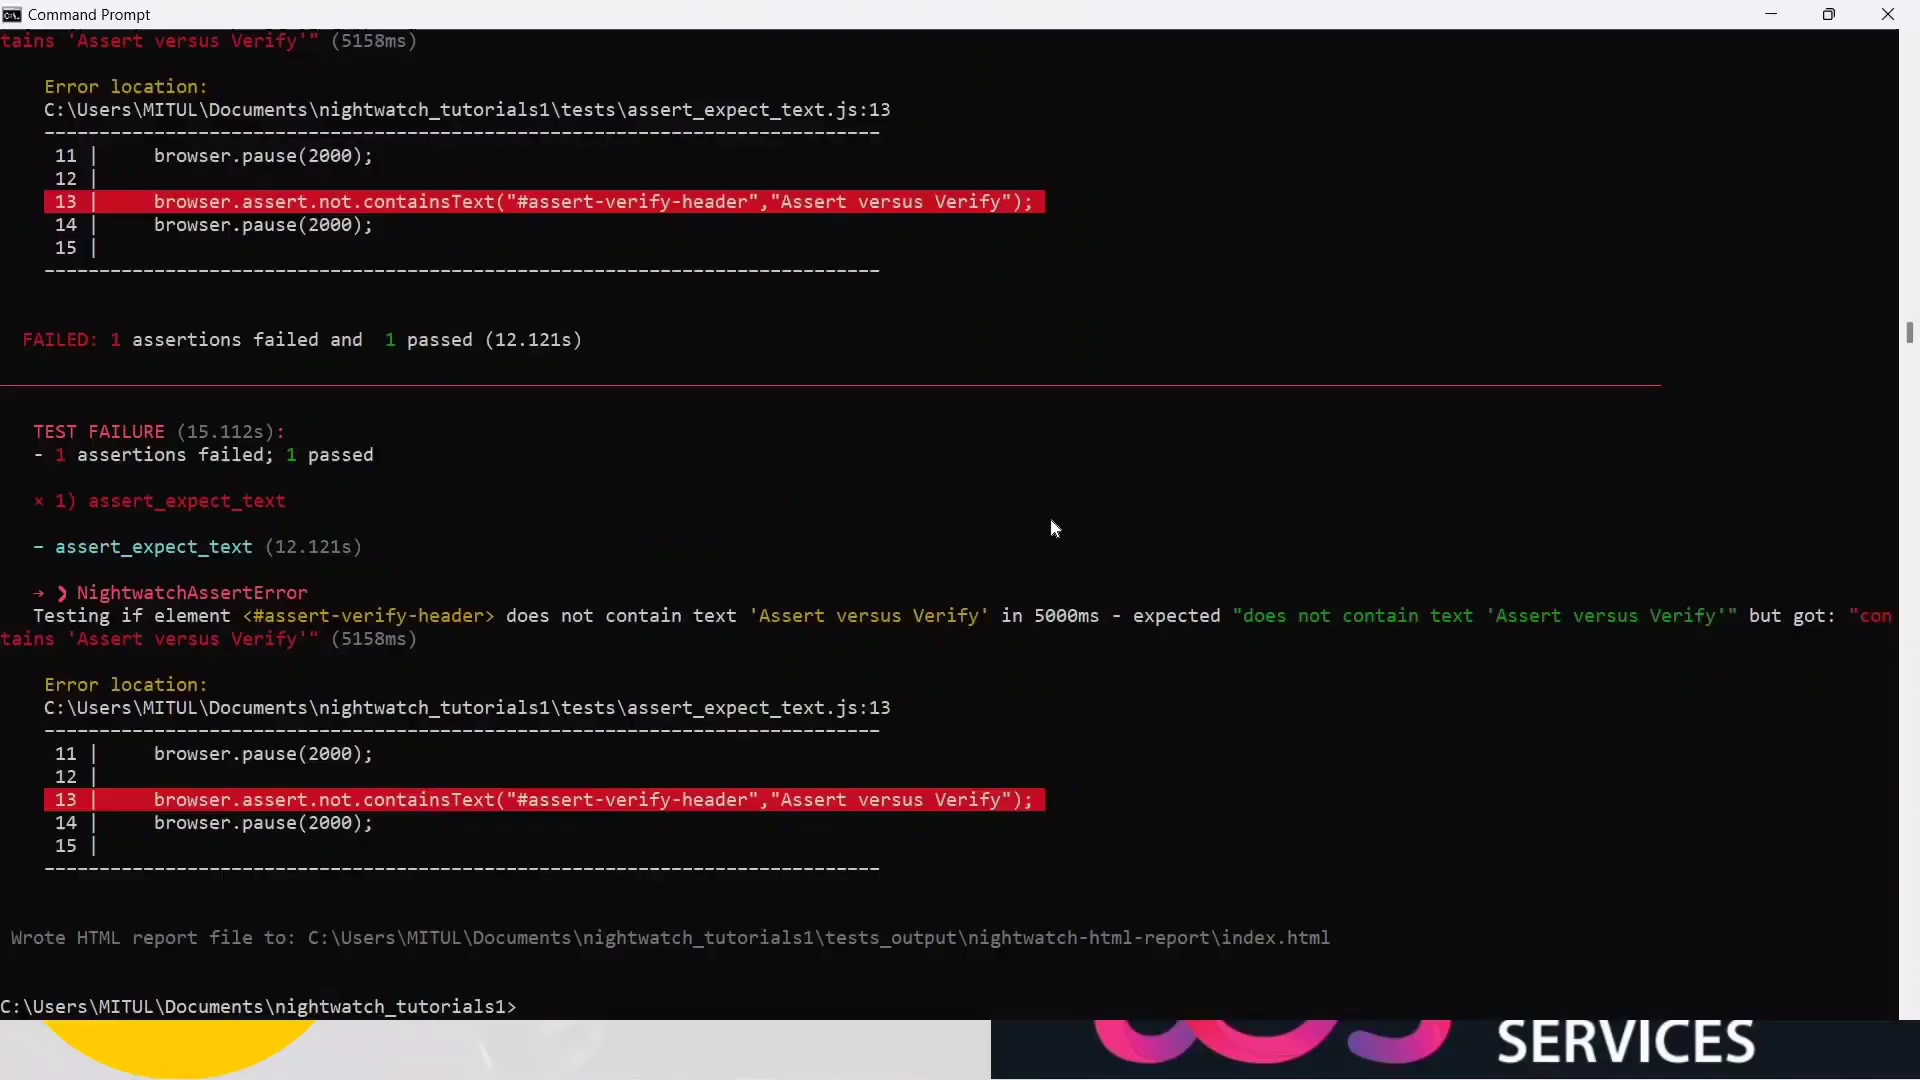 Command Prompt
tains 'Assert versus Verify'" (5158ms)
Error location:
C:\Users\MITUL\Documents\nightwatch_tutorials1\tests\assert_expect_text.js:13
--------------------------------------------------------------------------------
11 |     browser.pause(2000);
12 |
13 |     browser.assert.not.containsText("#assert-verify-header","Assert versus Verify");
14 |     browser.pause(2000);
15 |
--------------------------------------------------------------------------------
FAILED: 1 assertions failed and  1 passed (12.121s)
TEST FAILURE (15.112s):
- 1 assertions failed; 1 passed
× 1) assert_expect_text
– assert_expect_text (12.121s)
→ ❯ NightwatchAssertError
Testing if element <#assert-verify-header> does not contain text 'Assert versus Verify' in 5000ms - expected "does not contain text 'Assert versus Verify'" but got: "con
tains 'Assert versus Verify'" (5158ms)
Error location:
C:\Users\MITUL\Documents\nightwatch_tutorials1\tests\assert_expect_text.js:13
--------------------------------------------------------------------------------
11 |     browser.pause(2000);
12 |
13 |     browser.assert.not.containsText("#assert-verify-header","Assert versus Verify");
14 |     browser.pause(2000);
15 |
--------------------------------------------------------------------------------
Wrote HTML report file to: C:\Users\MITUL\Documents\nightwatch_tutorials1\tests_output\nightwatch-html-report\index.html
C:\Users\MITUL\Documents\nightwatch_tutorials1>
SERVICES